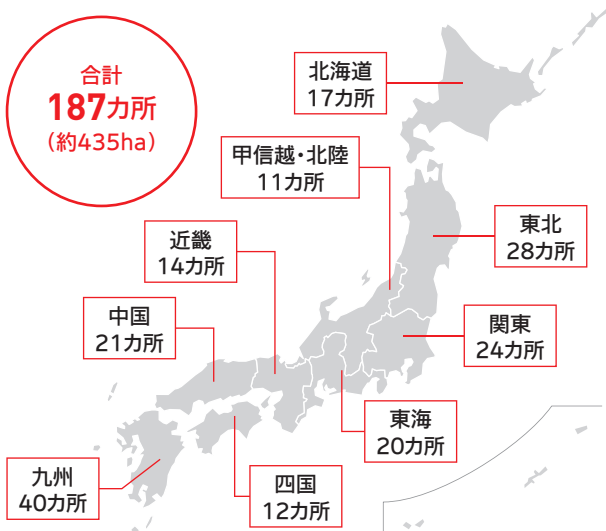 合計
187カ所
(約435ha)
北海道
17カ所
甲信越・北陸
11カ所
東北
28カ所
近畿
14カ所
中国
21カ所
関東
24カ所
東海
20カ所
九州
40カ所
四国
12カ所